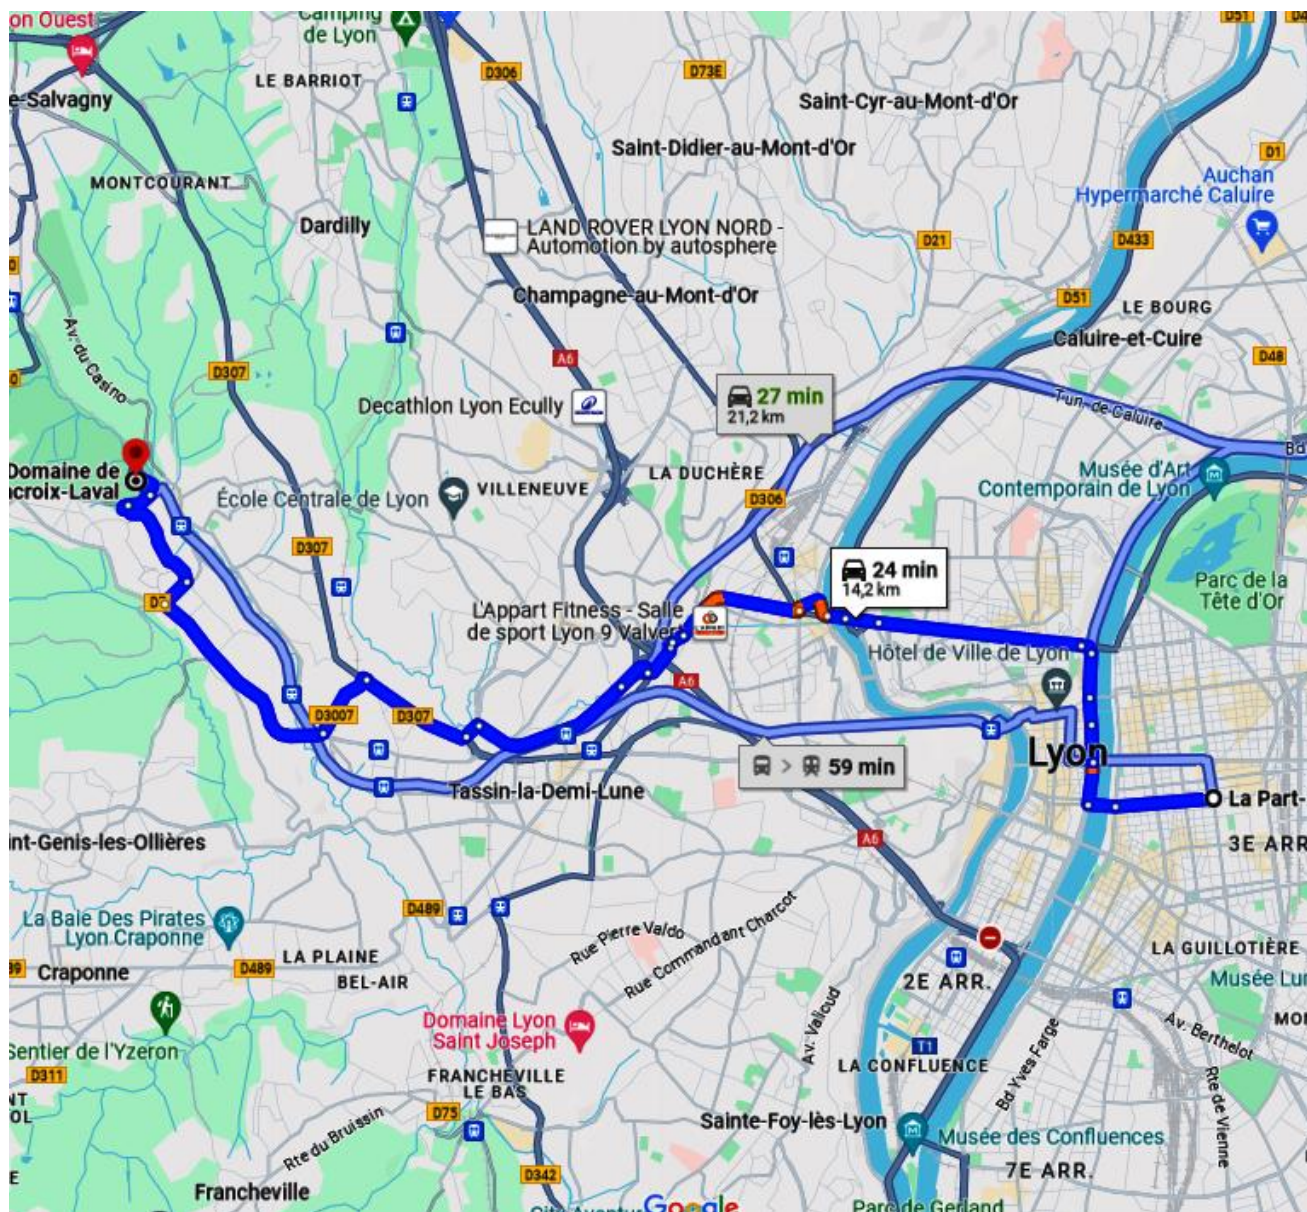 on Ouest
Camping
de Lyon
D51
LE BARRIOT
D306
D73E
e-Salvagny
Saint-Cyr-au-Mont-d'Or
Saint-Didier-au-Mont-d'Or
D1
MONTCOURANT
Auchan
Hypermarché Caluire
Dardilly
LAND ROVER LYON NORD -
Automotion by autosphere
D21
D433
Champagne-au-Mont-d'Or
D51
LE BOURG
Caluire-et-Cuire
Av. du Casino
A6
D48
D307
27 min
21,2 km
Decathlon Lyon Ecully
Tun. de Caluire
Domaine de
acroix-Laval
LA DUCHÈRE
Musée d'Art
Contemporain de Lyon
École Centrale de Lyon
VILLENEUVE
D306
D307
24 min
14,2 km
Parc de la
Tête d'Or
L'Appart Fitness - Salle
de sport Lyon 9 Valvert
Hôtel de Ville de Lyon
A6
D3007
D307
Lyon
59 min
Tassin-la-Demi-Lune
La Part-
int-Genis-les-Ollières
A6
3E ARR
La Baie Des Pirates
Lyon Craponne
D489
Rue Pierre Valdo
Rue Commandant Charcot
LA GUILLOTIÈRE
LA PLAINE
Craponne
D489
BEL-AIR
2E ARR.
Musée Lu
Domaine Lyon
Saint Joseph
Av. Valioud
Av. Berthelot
Sentier de l'Yzeron
T1
D311
LA CONFLUENCE
Bd Yves Farge
FRANCHEVILLE
LE BAS
D75
Rte de Vienne
Sainte-Foy-lès-Lyon
Musée des Confluences
Rte du Bruissin
7E ARR.
D342
Francheville
Google
Parc de Gerland